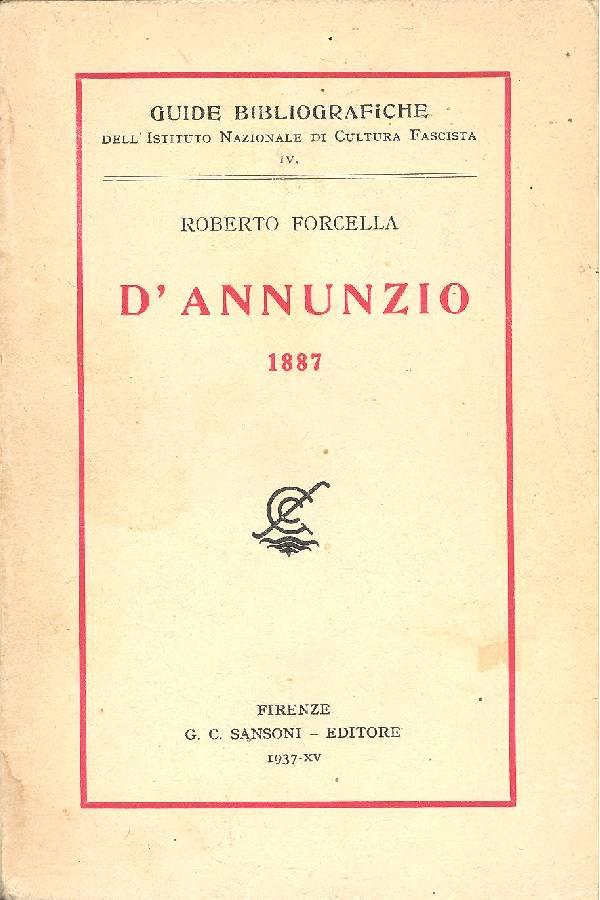 GUIDE BIBLIOGRAFICHE
DELL'ISTITUTO NAZIONALE DI CULTURA FASCISTA
IV.
ROBERTO FORCELLA
D'ANNUNZIO
1887
FIRENZE
G. C. SANSONI – EDITORE
1937-XV